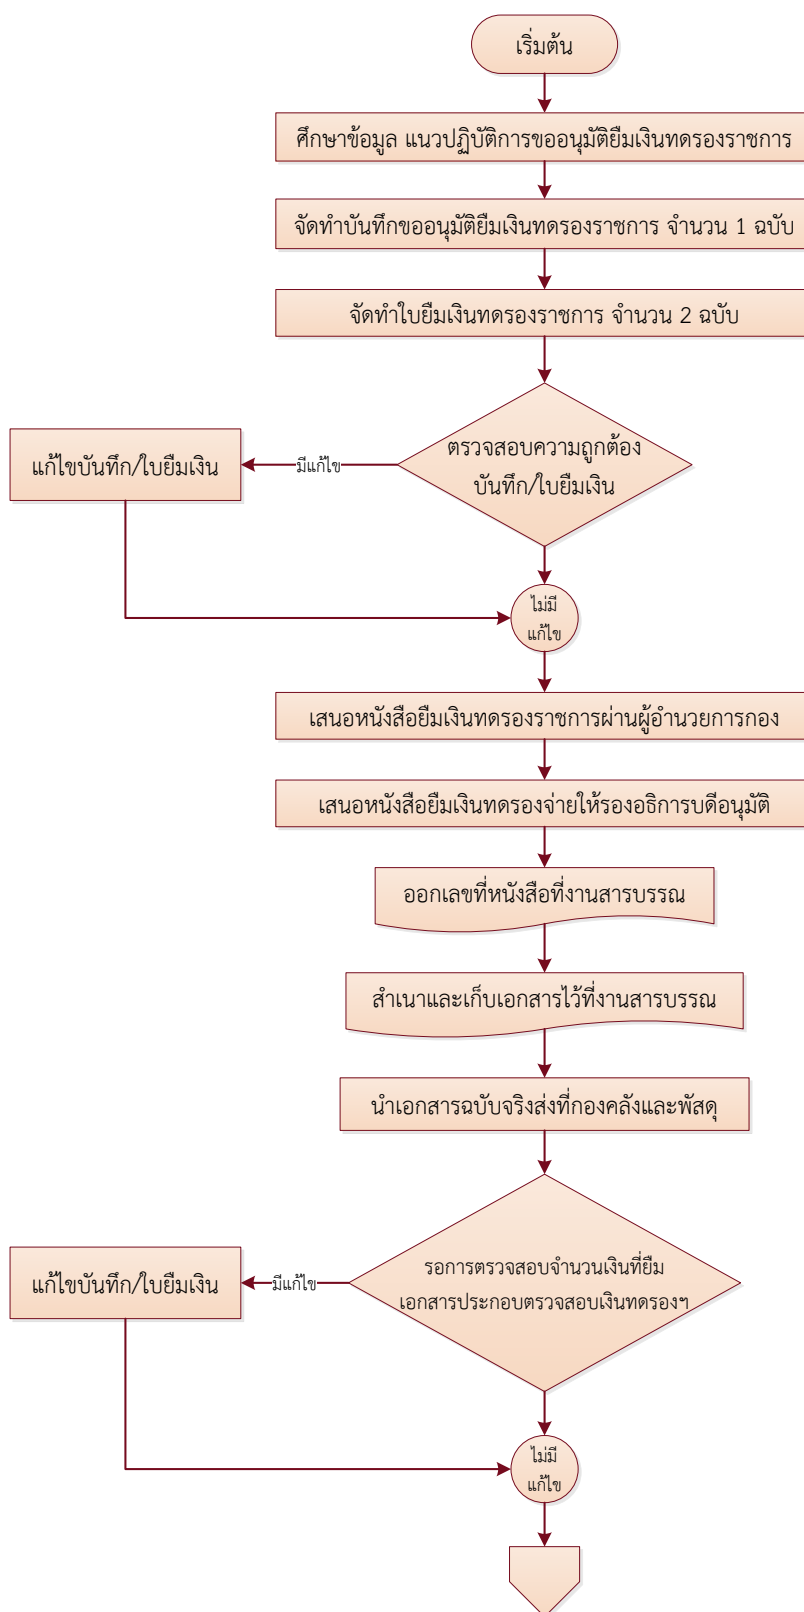 เริ่มต้น
ศึกษาข้อมูล แนวปฏิบัติการขออนุมัติยืมเงินทดรองราชการ
จัดทำบันทึกขออนุมัติยืมเงินทดรองราชการ จำนวน 1 ฉบับ
จัดทำใบยืมเงินทดรองราชการ จำนวน 2 ฉบับ
ตรวจสอบความถูกต้อง
บันทึก/ใบยืมเงิน
มีแก้ไข
แก้ไขบันทึก/ใบยืมเงิน
ไม่มี
แก้ไข
เสนอหนังสือยืมเงินทดรองราชการผ่านผู้อำนวยการกอง
เสนอหนังสือยืมเงินทดรองจ่ายให้รองอธิการบดีอนุมัติ
ออกเลขที่หนังสือที่งานสารบรรณ
สำเนาและเก็บเอกสารไว้ที่งานสารบรรณ
นำเอกสารฉบับจริงส่งที่กองคลังและพัสดุ
รอการตรวจสอบจำนวนเงินที่ยืม
เอกสารประกอบตรวจสอบเงินทดรองฯ
มีแก้ไข
แก้ไขบันทึก/ใบยืมเงิน
ไม่มี
แก้ไข